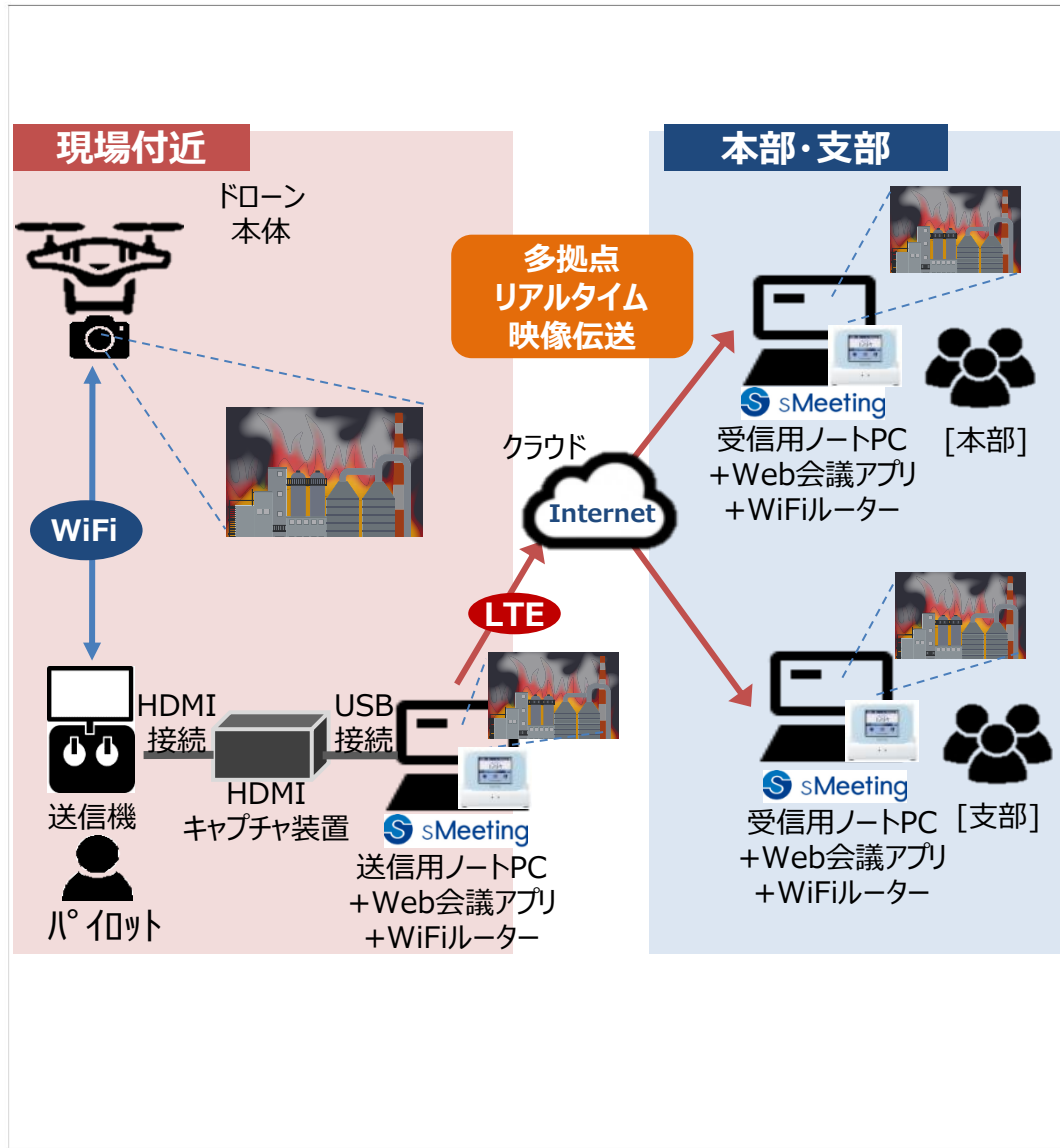 現場付近
ドローン
本体
WiFi
HDMI
接続
USB
接続
送信機
HDMI
キャプチャ装置
パイロット
sMeeting
送信用ノートPC
+Web会議アプリ
+WiFiルーター
LTE
多拠点
リアルタイム
映像伝送
クラウド
Internet
本部・支部
sMeeting
受信用ノートPC
+Web会議アプリ
+WiFiルーター
[本部]
sMeeting
受信用ノートPC
+Web会議アプリ
+WiFiルーター
[支部]